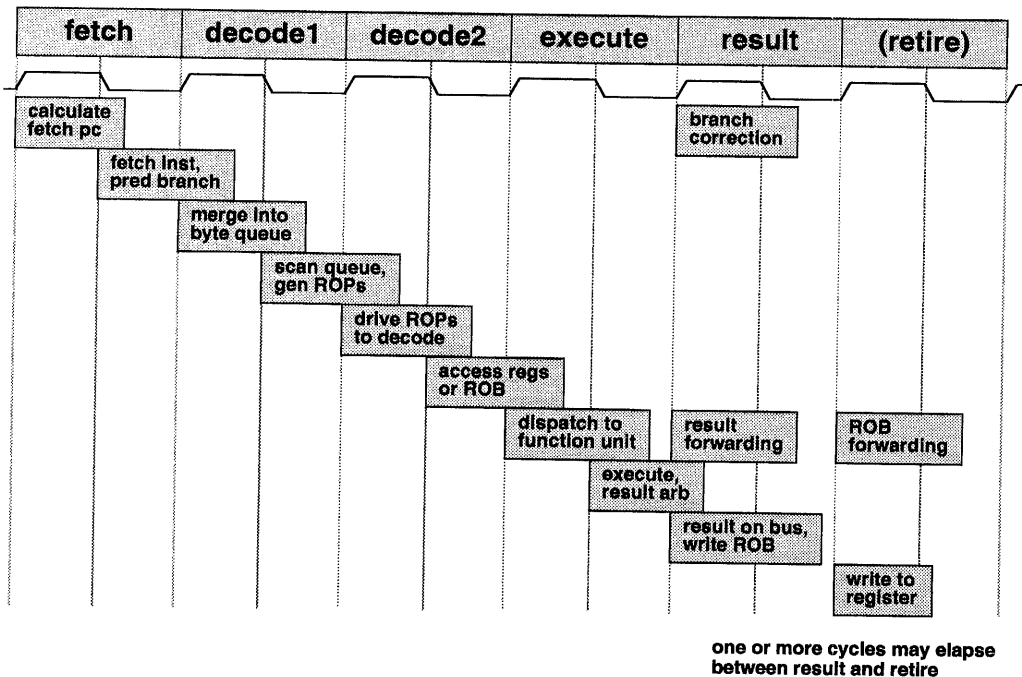 fetch
decode1
decode2
execute
result
(retire)
calculate
fetch pc
branch
correction
fetch inst,
pred branch
merge into
byte queue
scan queue,
gen ROPs
drive ROPs
to decode
access regs
or ROB
dispatch to
function unit
result
forwarding
ROB
forwarding
execute,
result arb
result on bus,
write ROB
write to
register
one or more cycles may elapse
between result and retire